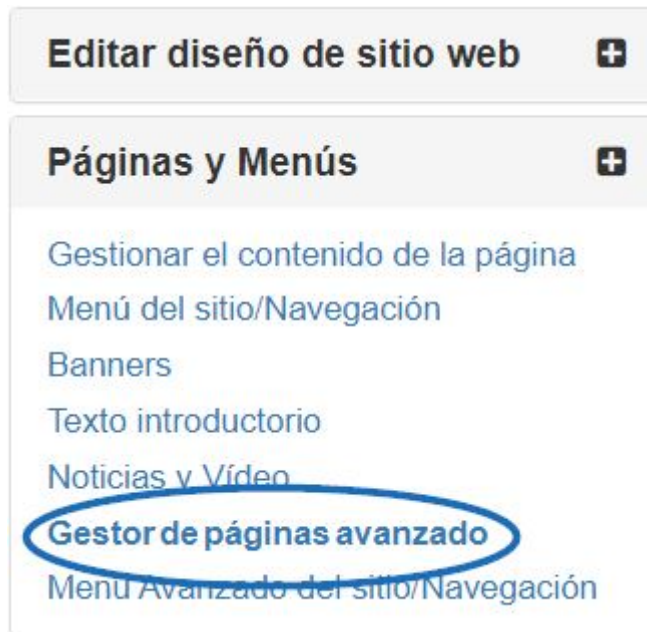 Editar diseño de sitio web
Páginas y Menús
Gestionar el contenido de la página
Menú del sitio/Navegación
Banners
Texto introductorio
Noticias y Vídeo
Gestor de páginas avanzado
Menú Avanzado del sitio/Navegación